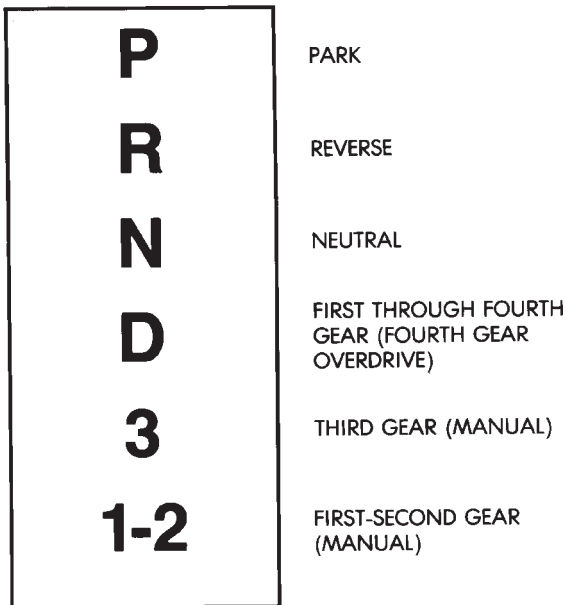 P PARK
R REVERSE
N NEUTRAL
D FIRST THROUGH FOURTH
GEAR (FOURTH GEAR
OVERDRIVE)
3 THIRD GEAR (MANUAL)
1-2 FIRST-SECOND GEAR
(MANUAL)